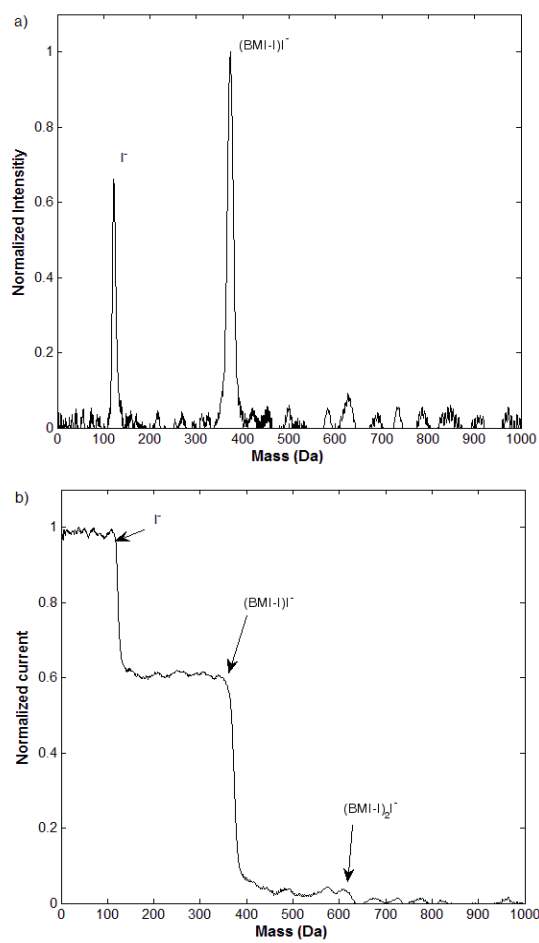 a)
(BMI-I)I⁻
I⁻
Normalized Intensitiy
1
0.8
0.6
0.4
0.2
0
0 100 200 300 400 500 600 700 800 900 1000
Mass (Da)
b)
I⁻
(BMI-I)I⁻
(BMI-I)₂I⁻
Normalized current
1
0.8
0.6
0.4
0.2
0
0 100 200 300 400 500 600 700 800 900 1000
Mass (Da)